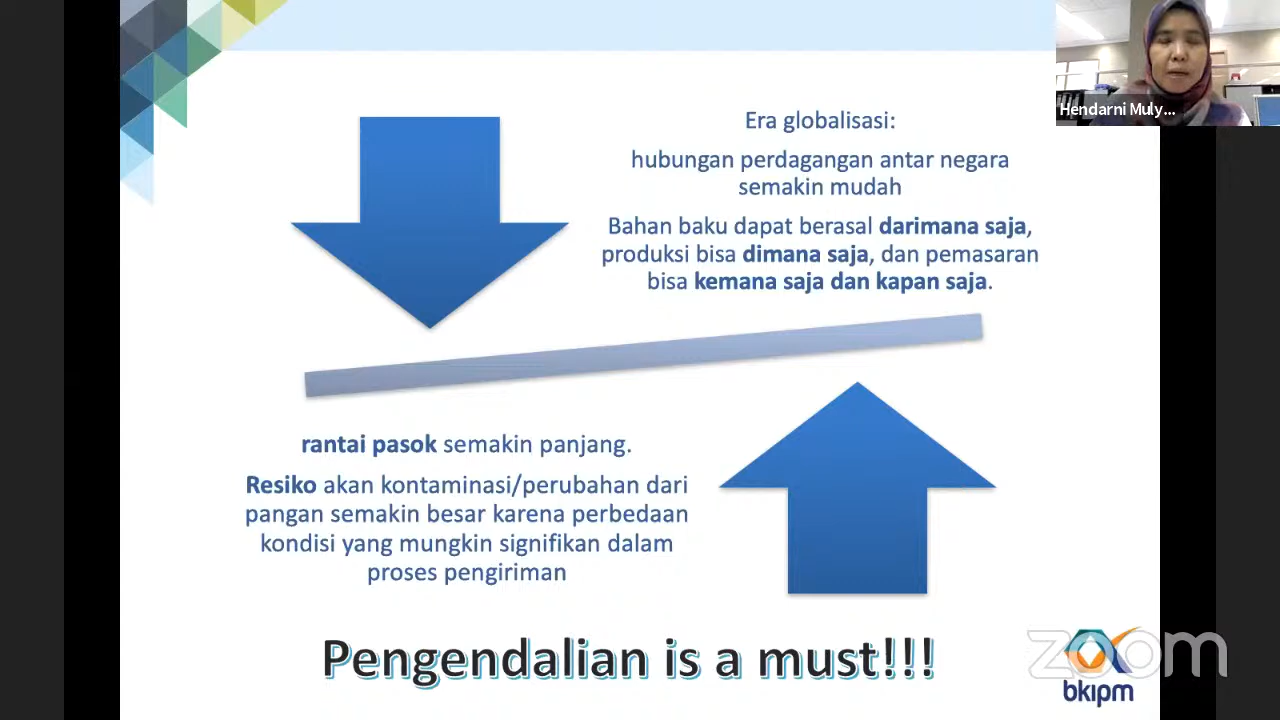 Hendarni Muly...
Era globalisasi:
hubungan perdagangan antar negara
semakin mudah
Bahan baku dapat berasal darimana saja,
produksi bisa dimana saja, dan pemasaran
bisa kemana saja dan kapan saja.
rantai pasok semakin panjang.
Resiko akan kontaminasi/perubahan dari
pangan semakin besar karena perbedaan
kondisi yang mungkin signifikan dalam
proses pengiriman
Pengendalian is a must!!!
zoom
bkipm